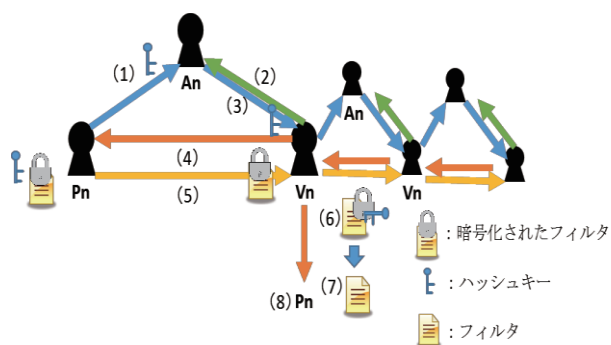 (1)
An
(2)
(3)
An
(4)
Pn
(5)
Vn
Vn
(6)
：暗号化されたフィルタ
(7)
：ハッシュキー
(8) Pn
：フィルタ